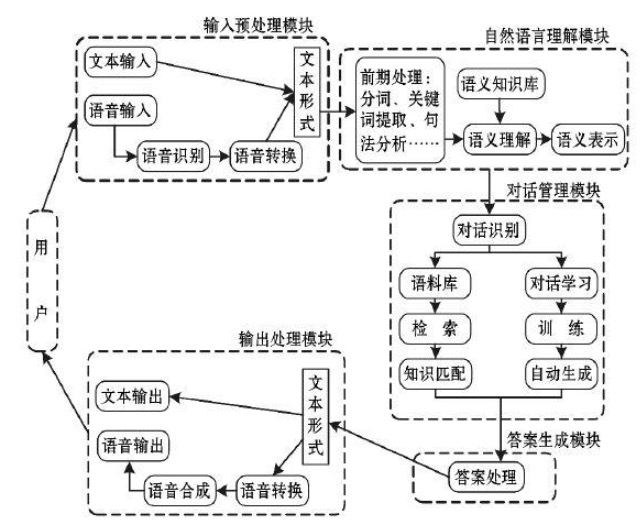 输入预处理模块
文本输入
语音输入
语音识别
语音转换
文
本
形
式
自然语言理解模块
前期处理：
分词、关键
词提取、句
法分析……
语义知识库
语义理解
语义表示
对话管理模块
对话识别
语料库
检 索
知识匹配
对话学习
训 练
自动生成
答案生成模块
答案处理
输出处理模块
文
本
形
式
文本输出
语音输出
语音合成
语音转换
用
户